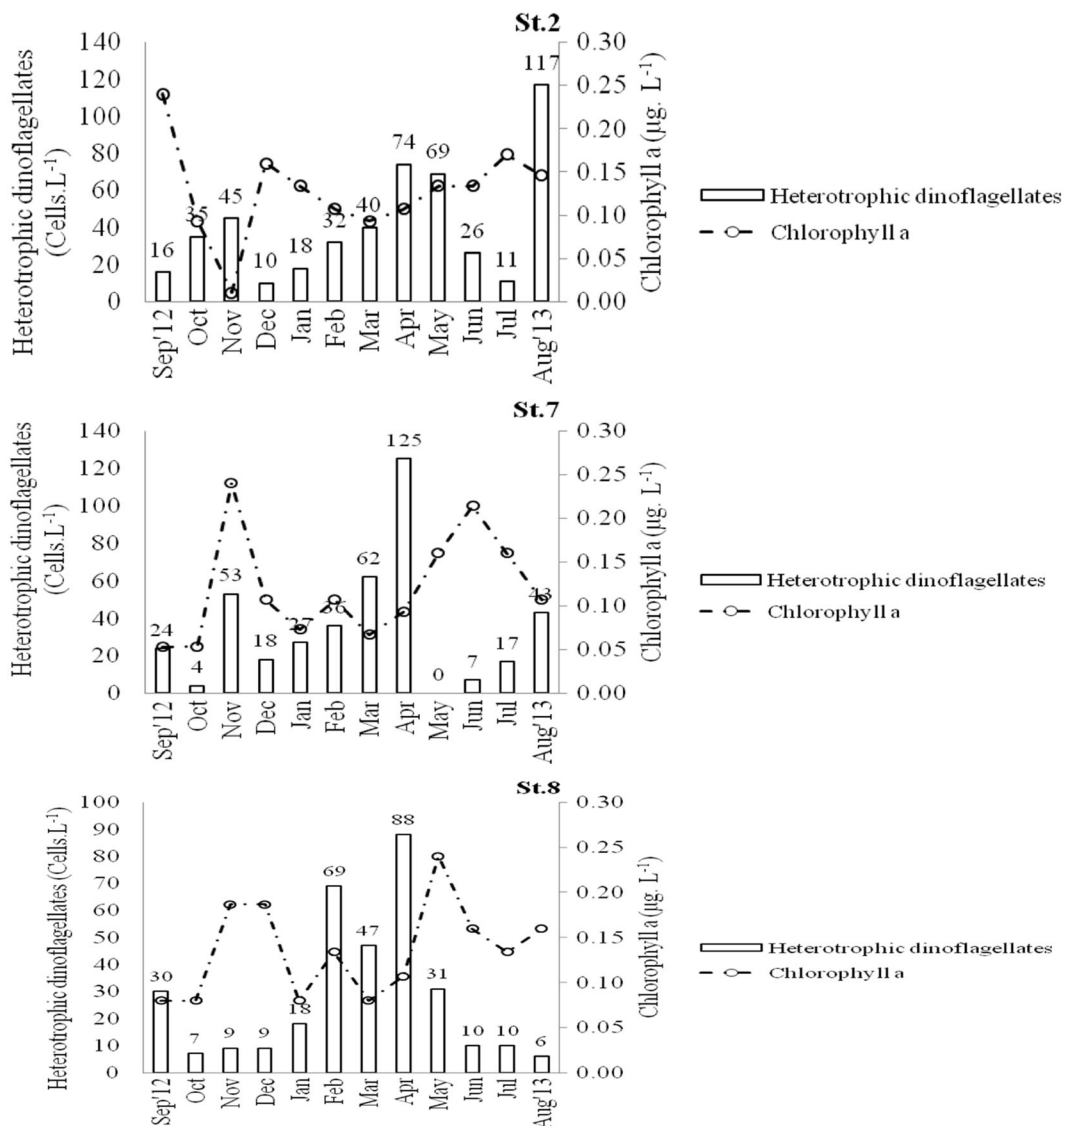 St.2
Heterotrophic dinoflagellates
(Cells.L-1)
140
120
100
80
60
40
20
0
16
35
45
10
18
32
40
74
69
26
11
117
0.30
0.25
0.20
0.15
0.10
0.05
0.00
Chlorophyll a (µg. L-1)
Sep'12
Oct
Nov
Dec
Jan
Feb
Mar
Apr
May
Jun
Jul
Aug'13
Heterotrophic dinoflagellates
Chlorophyll a
St.7
Heterotrophic dinoflagellates
(Cells.L-1)
140
120
100
80
60
40
20
0
24
4
53
18
27
36
62
125
0
7
17
43
0.30
0.25
0.20
0.15
0.10
0.05
0.00
Chlorophyll a (µg. L-1)
Sep'12
Oct
Nov
Dec
Jan
Feb
Mar
Apr
May
Jun
Jul
Aug'13
Heterotrophic dinoflagellates
Chlorophyll a
St.8
Heterotrophic dinoflagellates (Cells.L-1)
100
90
80
70
60
50
40
30
20
10
0
30
7
9
9
18
69
47
88
31
10
10
6
0.30
0.25
0.20
0.15
0.10
0.05
0.00
Chlorophyll a (µg. L-1)
Sep'12
Oct
Nov
Dec
Jan
Feb
Mar
Apr
May
Jun
Jul
Aug'13
Heterotrophic dinoflagellates
Chlorophyll a